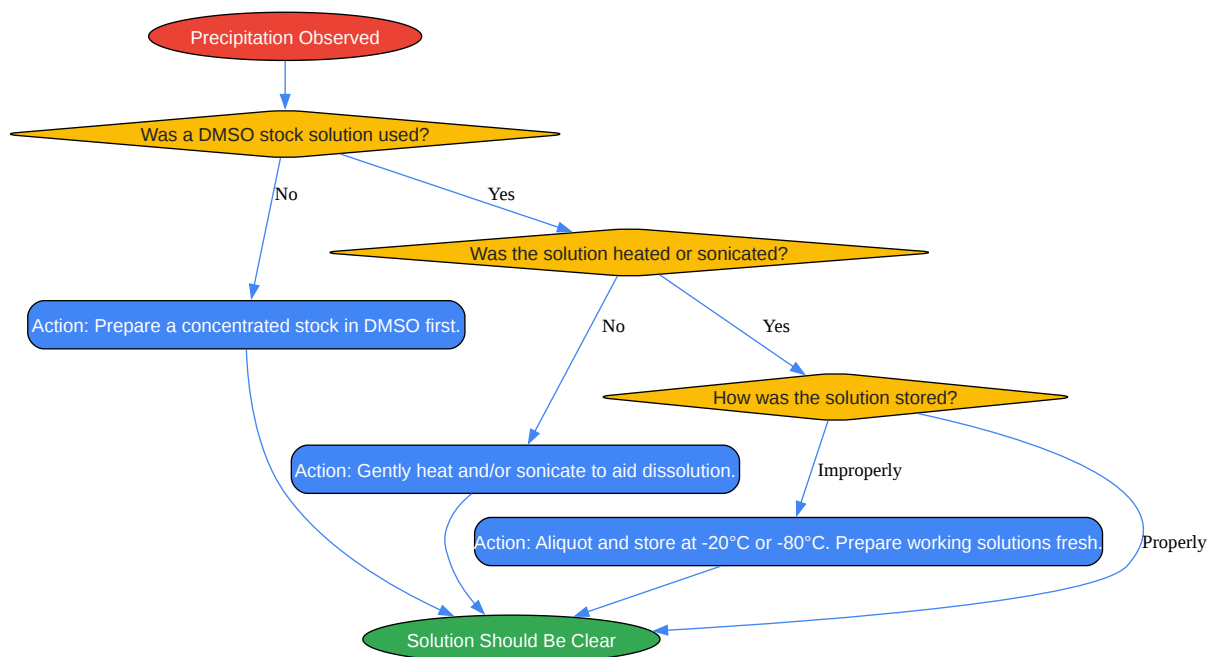 Precipitation Observed
Was a DMSO stock solution used?
No
Yes
Was the solution heated or sonicated?
Action: Prepare a concentrated stock in DMSO first.
No
Yes
How was the solution stored?
Action: Gently heat and/or sonicate to aid dissolution.
Improperly
Action: Aliquot and store at -20°C or -80°C. Prepare working solutions fresh.
Properly
Solution Should Be Clear